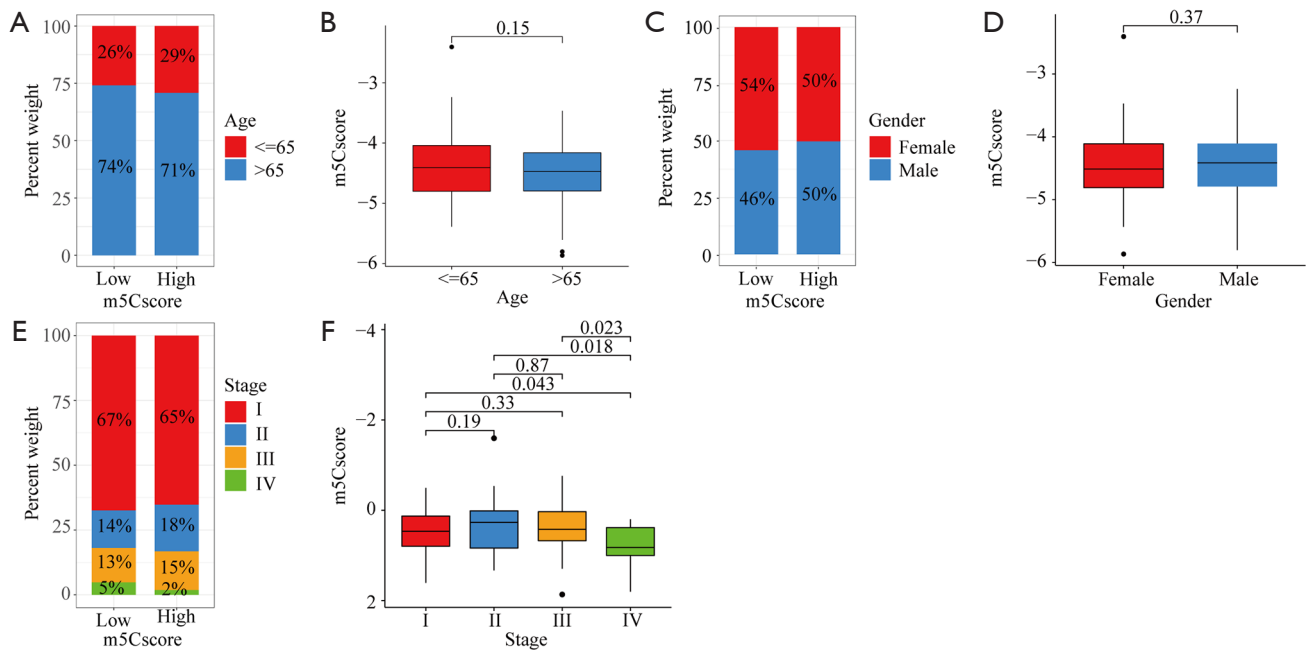 A
100
75
50
25
0
Percent weight
26%
29%
74%
71%
Low
High
m5Cscore
Age
<=65
>65
B
0.15
−3
−4
−5
−6
m5Cscore
<=65
>65
Age
C
100
75
50
25
0
Percent weight
54%
50%
46%
50%
Low
High
m5Cscore
Gender
Female
Male
D
0.37
−3
−4
−5
−6
m5Cscore
Female
Male
Gender
E
100
75
50
25
0
Percent weight
67%
65%
14%
18%
13%
15%
5%
2%
Low
High
m5Cscore
Stage
I
II
III
IV
F
−4
−2
0
2
m5Cscore
0.023
0.018
0.87
0.043
0.33
0.19
I
II
III
IV
Stage